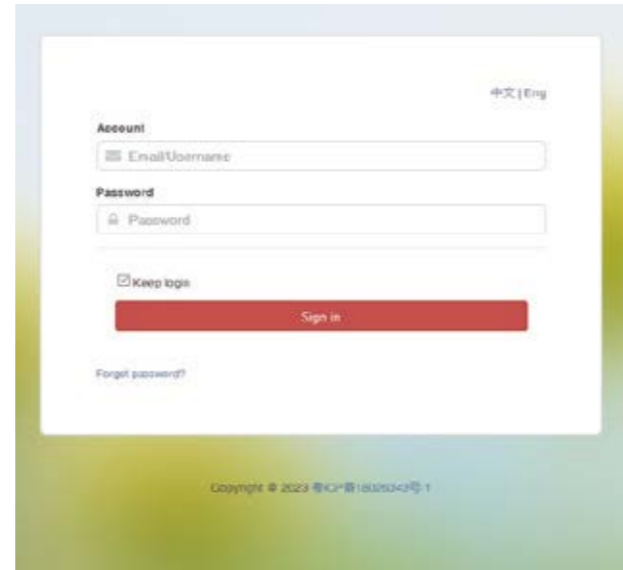 中文 | Eng
Account
Email/Username
Password
Password
Keep login
Sign in
Forget password?
Copyright © 2023